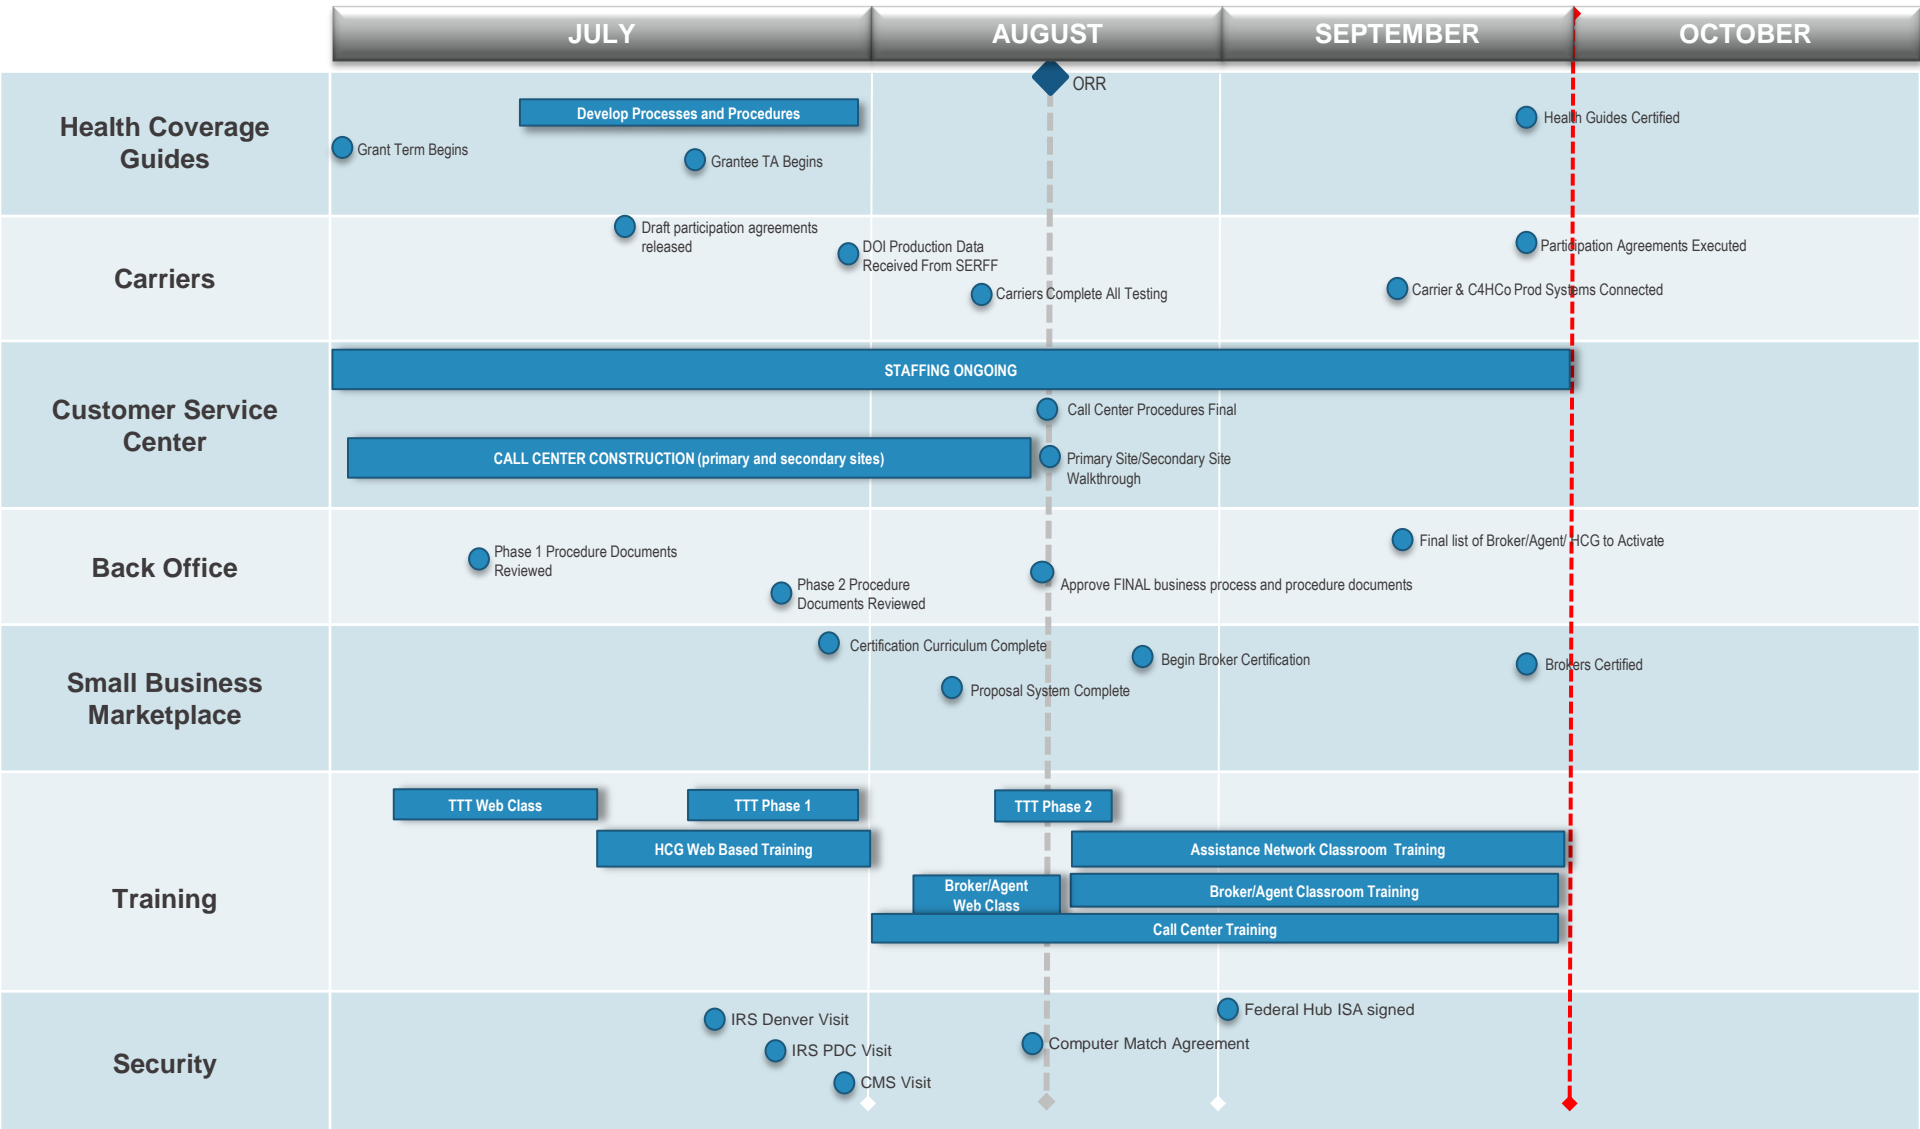 JULY
AUGUST
SEPTEMBER
OCTOBER
ORR
Health Coverage
Guides
Develop Processes and Procedures
Grant Term Begins
Grantee TA Begins
Health Guides Certified
Carriers
Draft participation agreements
released
DOI Production Data
Received From SERFF
Carriers Complete All Testing
Participation Agreements Executed
Carrier & C4HCo Prod Systems Connected
Customer Service
Center
STAFFING ONGOING
Call Center Procedures Final
CALL CENTER CONSTRUCTION (primary and secondary sites)
Primary Site/Secondary Site
Walkthrough
Back Office
Phase 1 Procedure Documents
Reviewed
Phase 2 Procedure
Documents Reviewed
Approve FINAL business process and procedure documents
Final list of Broker/Agent/ HCG to Activate
Small Business
Marketplace
Certification Curriculum Complete
Proposal System Complete
Begin Broker Certification
Brokers Certified
Training
TTT Web Class
TTT Phase 1
TTT Phase 2
HCG Web Based Training
Assistance Network Classroom Training
Broker/Agent
Web Class
Broker/Agent Classroom Training
Call Center Training
Security
IRS Denver Visit
IRS PDC Visit
CMS Visit
Computer Match Agreement
Federal Hub ISA signed